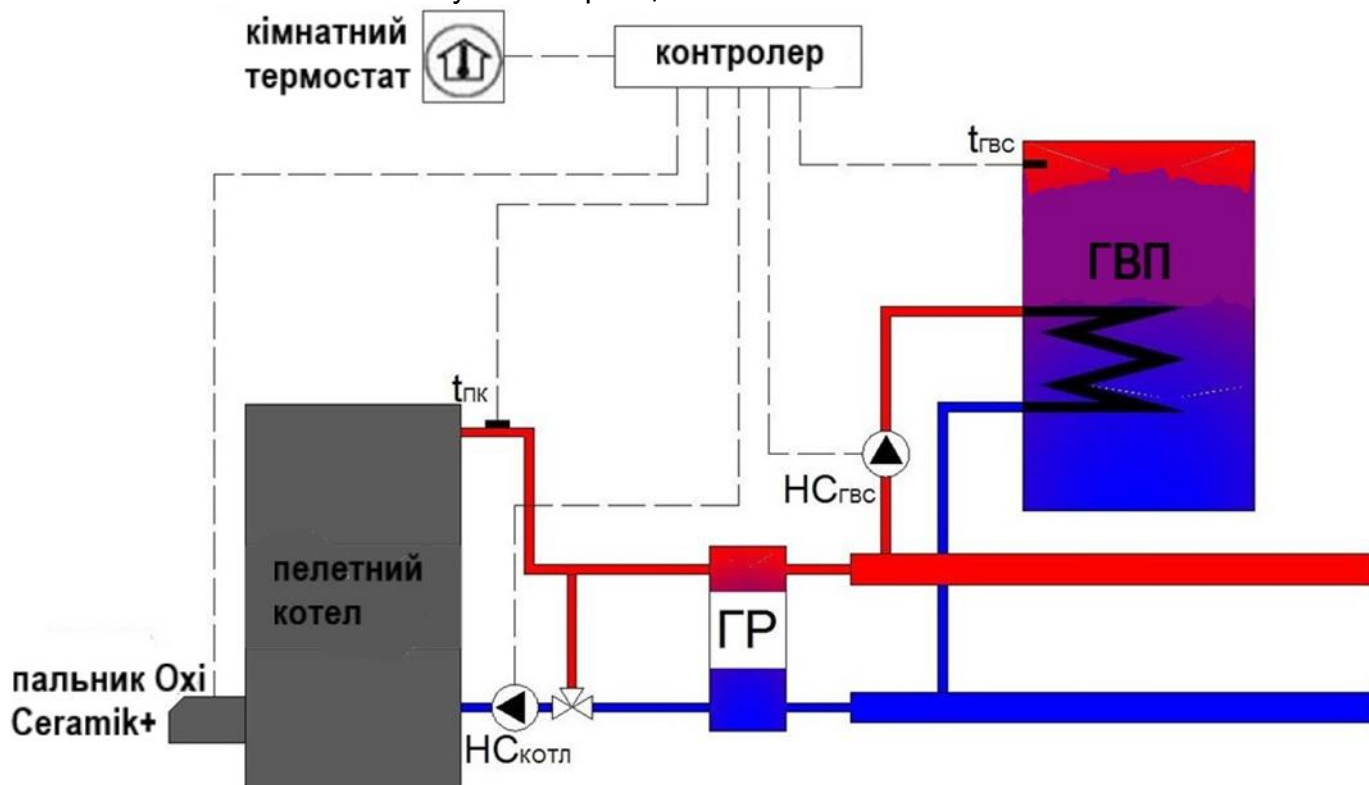 кімнатний
термостат
контролер
tГВС
ГВП
tПК
НСГВС
пелетний
котел
ГР
пальник Oxi
Ceramik+
НСКОТЛ